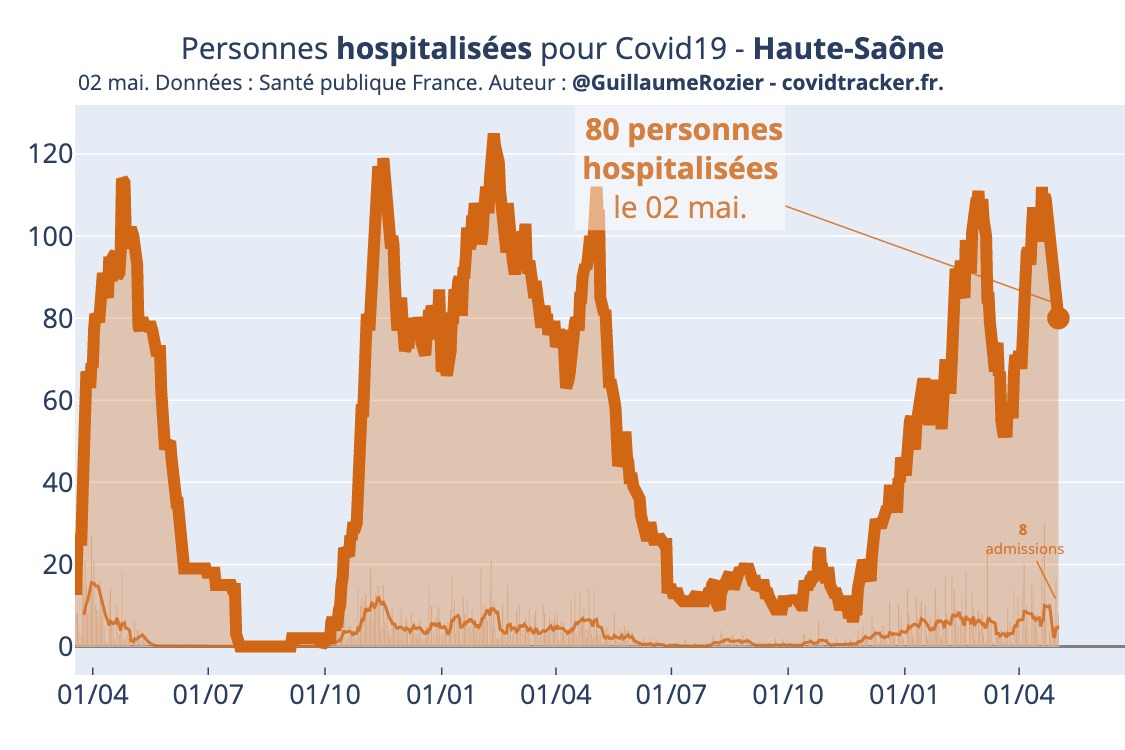 Personnes hospitalisées pour Covid19 - Haute-Saône
02 mai. Données : Santé publique France. Auteur : @GuillaumeRozier - covidtracker.fr.
80 personnes
hospitalisées
le 02 mai.
120
100
80
60
40
20
0
8
admissions
01/04
01/07
01/10
01/01
01/04
01/07
01/10
01/01
01/04